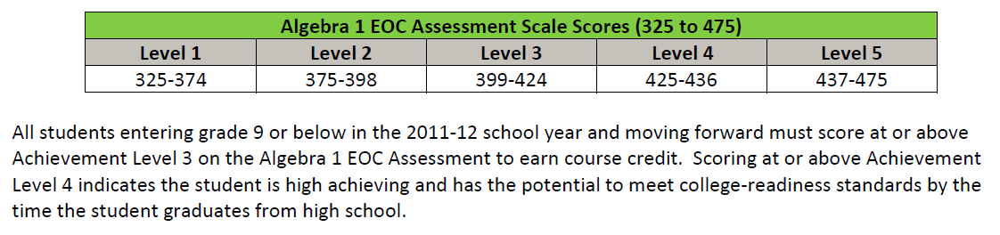 Algebra 1 EOC Assessment Scale Scores (325 to 475)
Level 1 Level 2 Level 3 Level 4 Level 5
325-374 375-398 399-424 425-436 437-475
All students entering grade 9 or below in the 2011-12 school year and moving forward must score at or above
Achievement Level 3 on the Algebra 1 EOC Assessment to earn course credit.  Scoring at or above Achievement
Level 4 indicates the student is high achieving and has the potential to meet college-readiness standards by the
time the student graduates from high school.